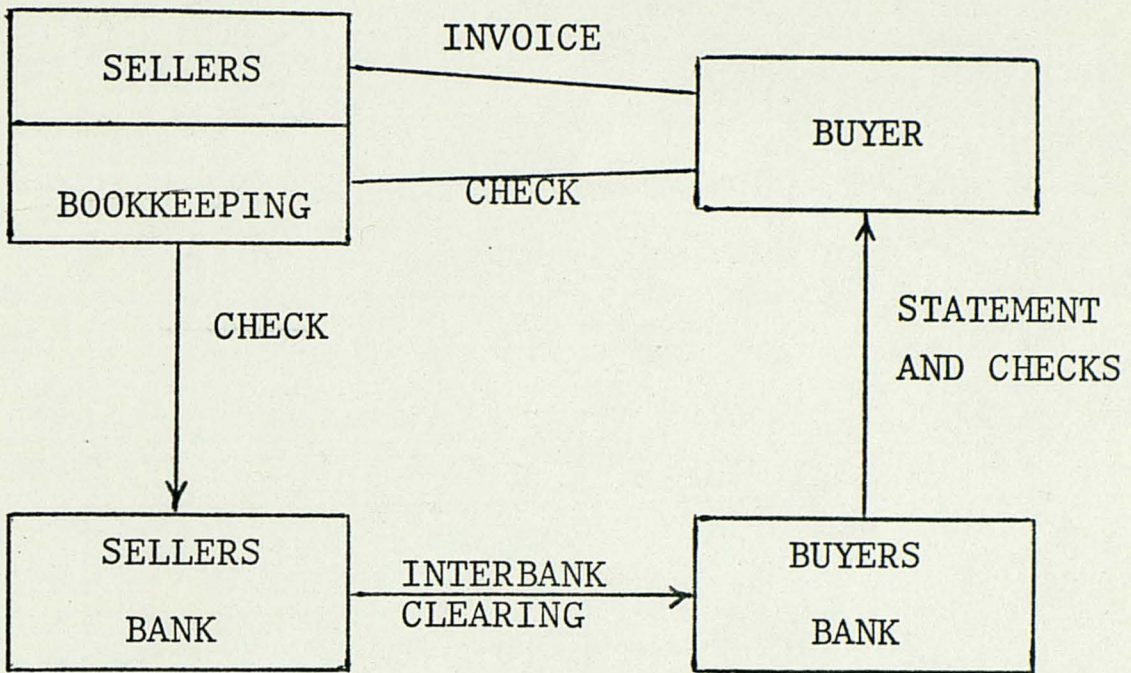 INVOICE
SELLERS
BUYER
BOOKKEEPING
CHECK
CHECK
STATEMENT
AND CHECKS
SELLERS
BANK
INTERBANK
CLEARING
BUYERS
BANK